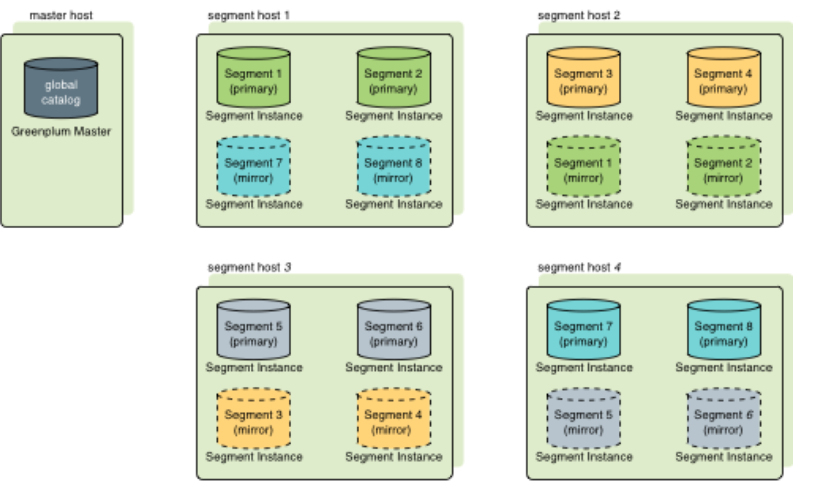 master host
global
catalog
Greenplum Master
segment host 1
Segment 1
(primary)
Segment Instance
Segment 2
(primary)
Segment Instance
Segment 7
(mirror)
Segment Instance
Segment 8
(mirror)
Segment Instance
segment host 2
Segment 3
(primary)
Segment Instance
Segment 4
(primary)
Segment Instance
Segment 1
(mirror)
Segment Instance
Segment 2
(mirror)
Segment Instance
segment host 3
Segment 5
(primary)
Segment Instance
Segment 6
(primary)
Segment Instance
Segment 3
(mirror)
Segment Instance
Segment 4
(mirror)
Segment Instance
segment host 4
Segment 7
(primary)
Segment Instance
Segment 8
(primary)
Segment Instance
Segment 5
(mirror)
Segment Instance
Segment 6
(mirror)
Segment Instance